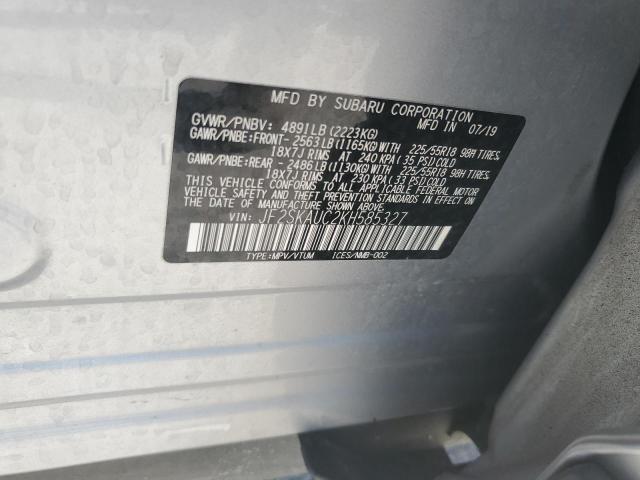 MFD BY SUBARU CORPORATION
GVWR/PNBV: 4891LB(2223KG) MFD IN 07/19
GAWR/PNBE:FRONT-2563LB(1165KG)WITH 225/55R18 98H TIRES,
18X7J RIMS AT 240 KPA(35 PSI)COLD
GAWR/PNBE:REAR -2486LB(1130KG)WITH 225/55R18 98H TIRES,
18X7J RIMS AT 230 KPA(33 PSI)COLD
THIS VEHICLE CONFORMS TO ALL APPLICABLE FEDERAL MOTOR
VEHICLE SAFETY AND THEFT PREVENTION STANDARDS IN EFFECT
ON THE DATE OF MANUFACTURE SHOWN ABOVE.
VIN: JF2SKAUC2KH585327
TYPE:MPV/VTUM ICES/NMB-002